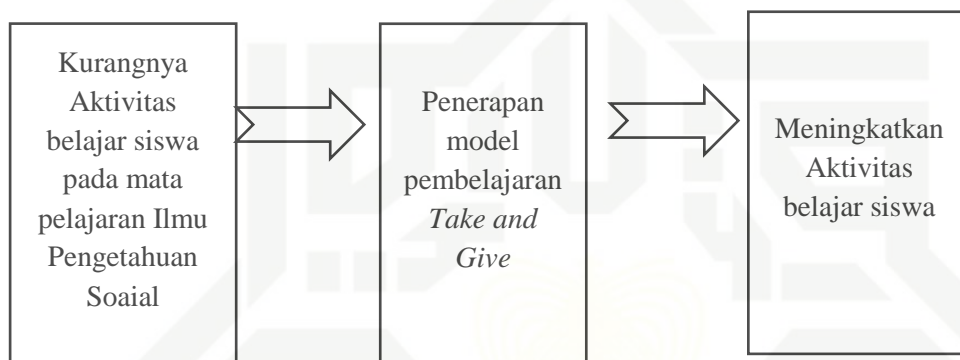 Kurangnya
Aktivitas
belajar siswa
pada mata
pelajaran Ilmu
Pengetahuan
Soaial
Penerapan
model
pembelajaran
Take and
Give
Meningkatkan
Aktivitas
belajar siswa